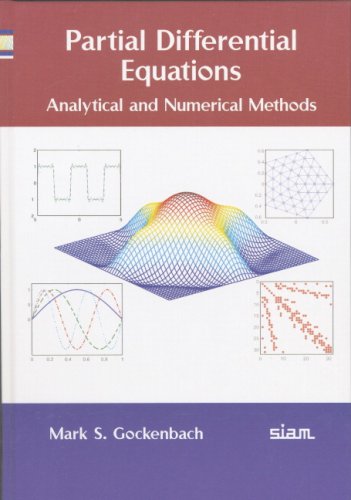 Partial Differential
Equations
Analytical and Numerical Methods
Mark S. Gockenbach
siam